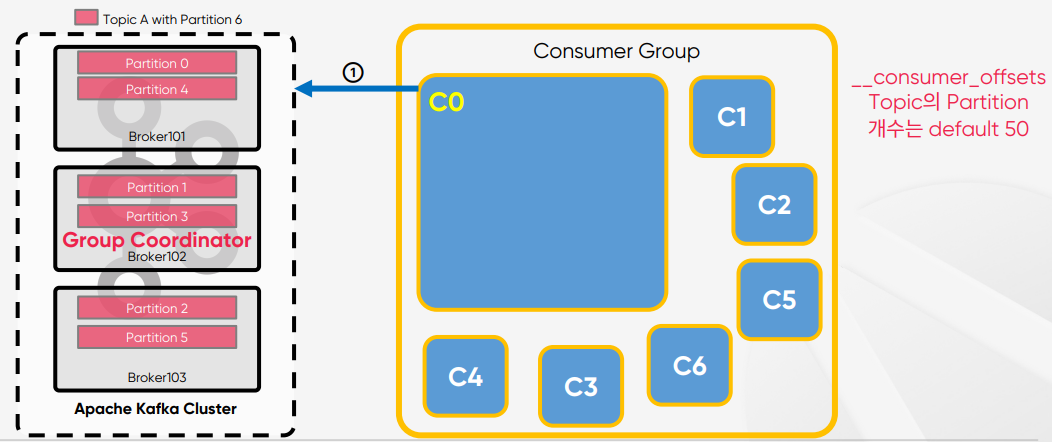 Topic A with Partition 6
Partition 0
Partition 4
Broker101
Partition 1
Partition 3
Group Coordinator
Broker102
Partition 2
Partition 5
Broker103
Apache Kafka Cluster
①
Consumer Group
C0
C1
C2
C5
C6
C3
C4
__consumer_offsets
Topic의 Partition
개수는 default 50